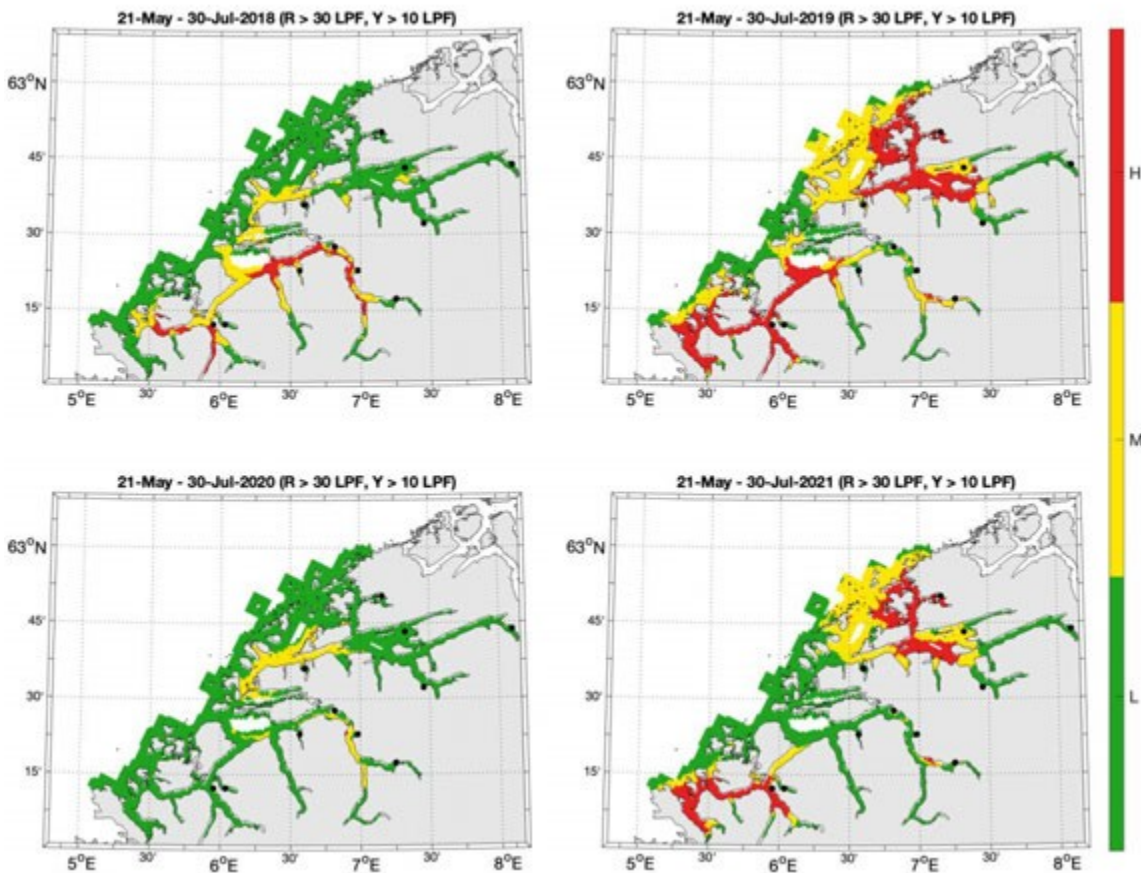 21-May - 30-Jul-2018 (R > 30 LPF, Y > 10 LPF)
63°N
45'
30'
15'
5°E
30'
6°E
30'
7°E
30'
8°E
21-May - 30-Jul-2019 (R > 30 LPF, Y > 10 LPF)
63°N
45'
30'
15'
5°E
30'
6°E
30'
7°E
30'
8°E
21-May - 30-Jul-2020 (R > 30 LPF, Y > 10 LPF)
63°N
45'
30'
15'
5°E
30'
6°E
30'
7°E
30'
8°E
21-May - 30-Jul-2021 (R > 30 LPF, Y > 10 LPF)
63°N
45'
30'
15'
5°E
30'
6°E
30'
7°E
30'
8°E
H
M
L